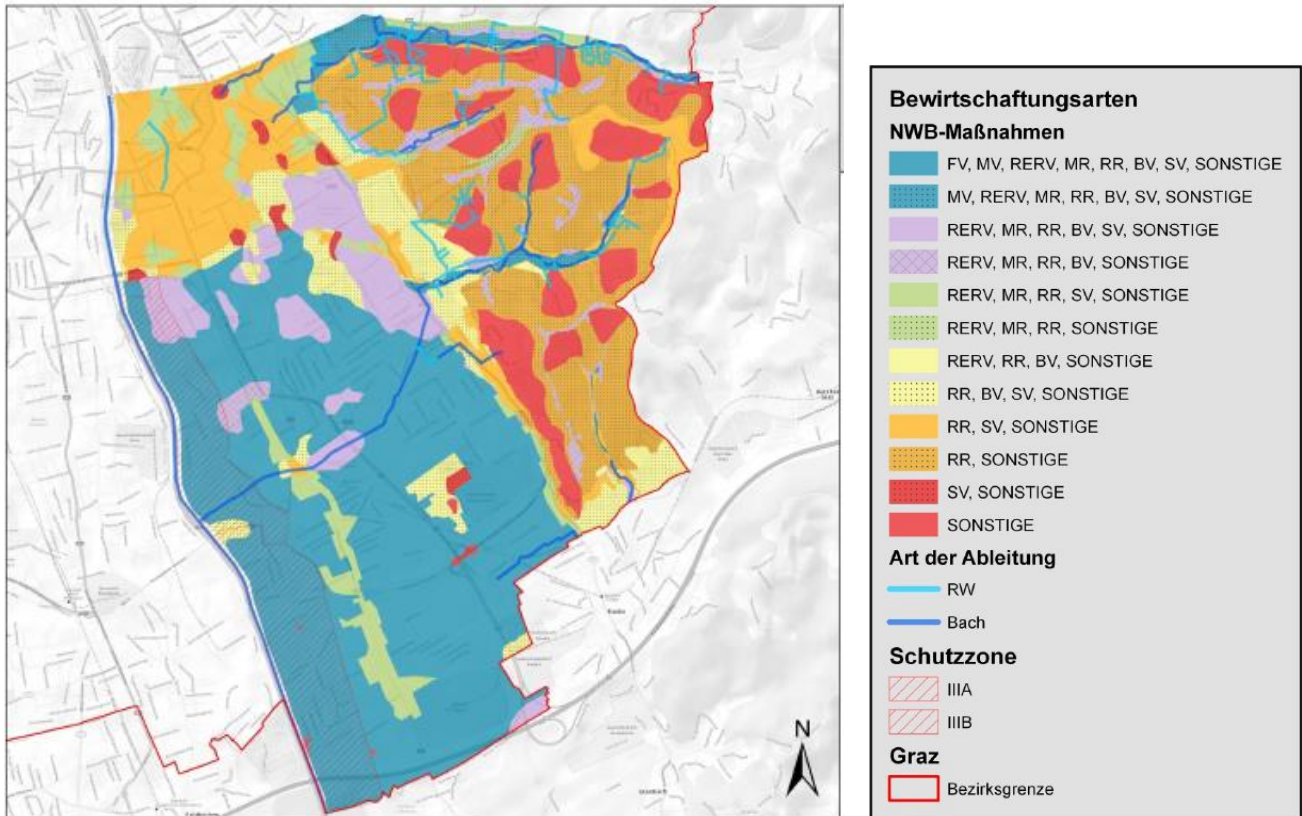 Bewirtschaftungsarten
NWB-Maßnahmen
FV, MV, RERV, MR, RR, BV, SV, SONSTIGE
MV, RERV, MR, RR, BV, SV, SONSTIGE
RERV, MR, RR, BV, SV, SONSTIGE
RERV, MR, RR, BV, SONSTIGE
RERV, MR, RR, SV, SONSTIGE
RERV, MR, RR, SONSTIGE
RERV, RR, BV, SONSTIGE
RR, BV, SV, SONSTIGE
RR, SV, SONSTIGE
RR, SONSTIGE
SV, SONSTIGE
SONSTIGE
Art der Ableitung
RW
Bach
Schutzzone
IIIA
IIIB
Graz
Bezirksgrenze
N